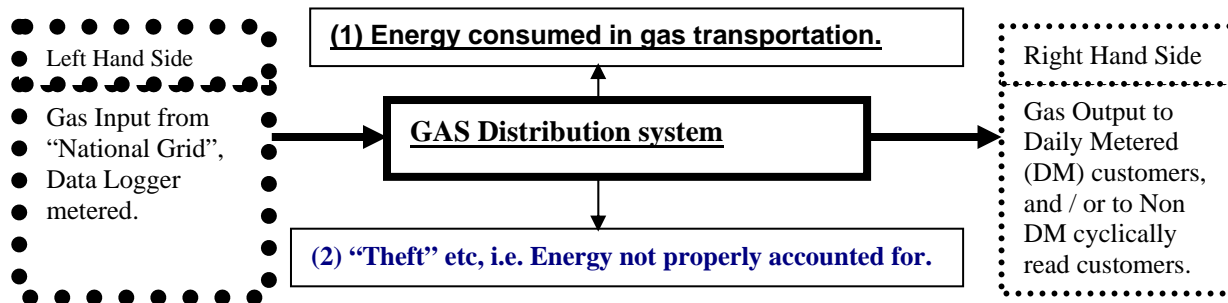 (1) Energy consumed in gas transportation.
Left Hand Side
Gas Input from
“National Grid”,
Data Logger
metered.
GAS Distribution system
Right Hand Side
Gas Output to
Daily Metered
(DM) customers,
and / or to Non
DM cyclically
read customers.
(2) “Theft” etc, i.e. Energy not properly accounted for.